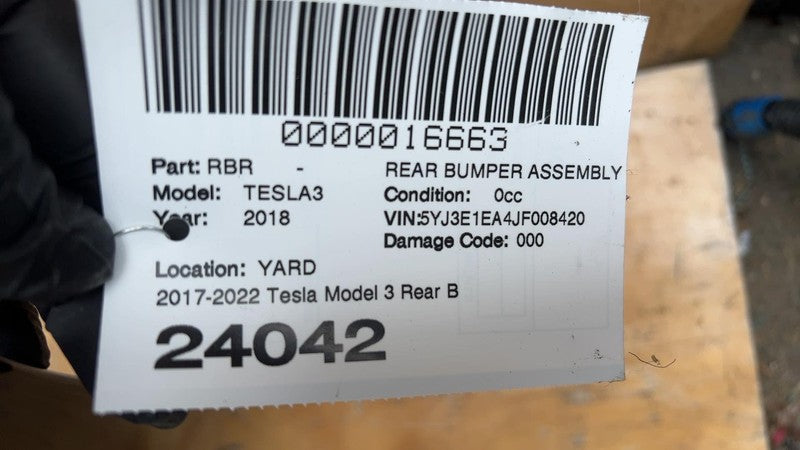 0000016663
Part: RBR - REAR BUMPER ASSEMBLY
Model: TESLA3 Condition: 0cc
Year: 2018 VIN:5YJ3E1EA4JF008420
Damage Code: 000
Location: YARD
2017-2022 Tesla Model 3 Rear B
24042